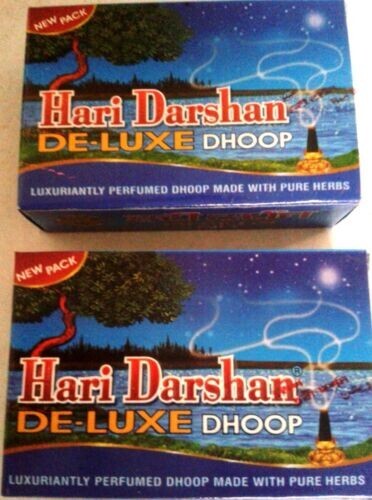 NEW PACK
Hari Darshan
DE-LUXE DHOOP
LUXURIANTLY PERFUMED DHOOP MADE WITH PURE HERBS
NEW PACK
Hari Darshan®
DE-LUXE DHOOP
LUXURIANTLY PERFUMED DHOOP MADE WITH PURE HERBS